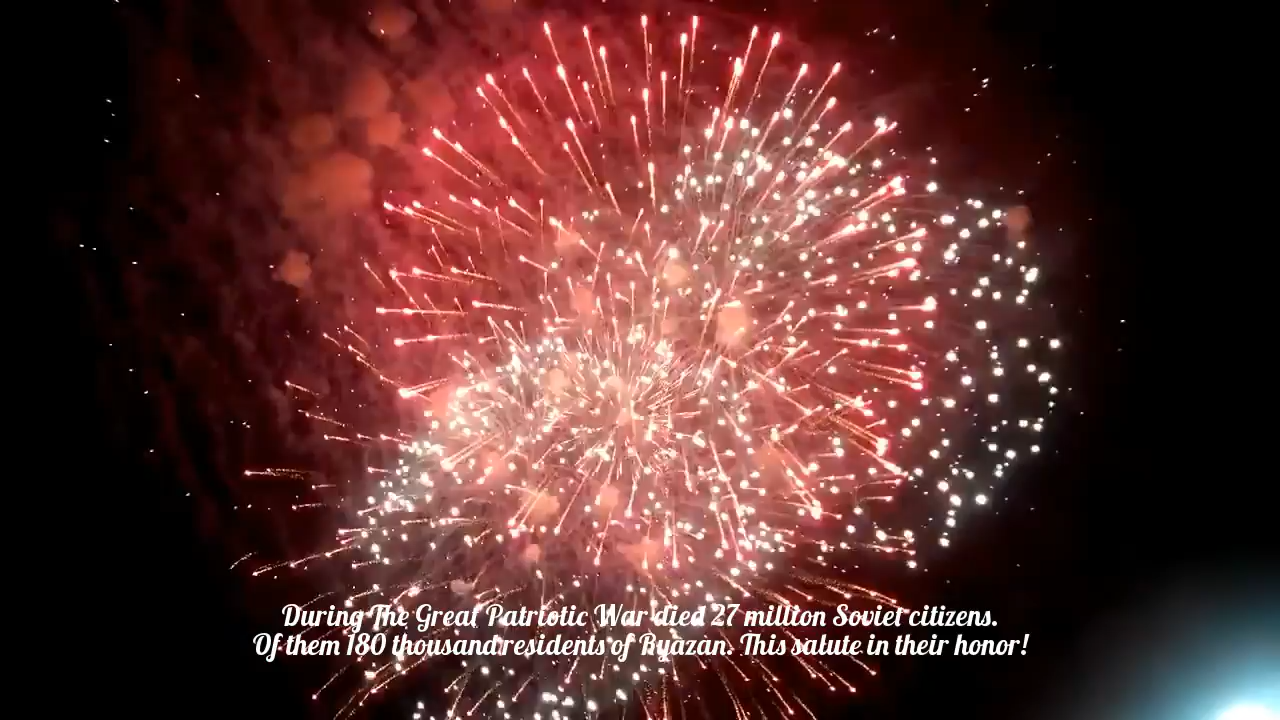 During The Great Patriotic War died 27 million Soviet citizens.
Of them 180 thousand residents of Ryazan. This salute in their honor!